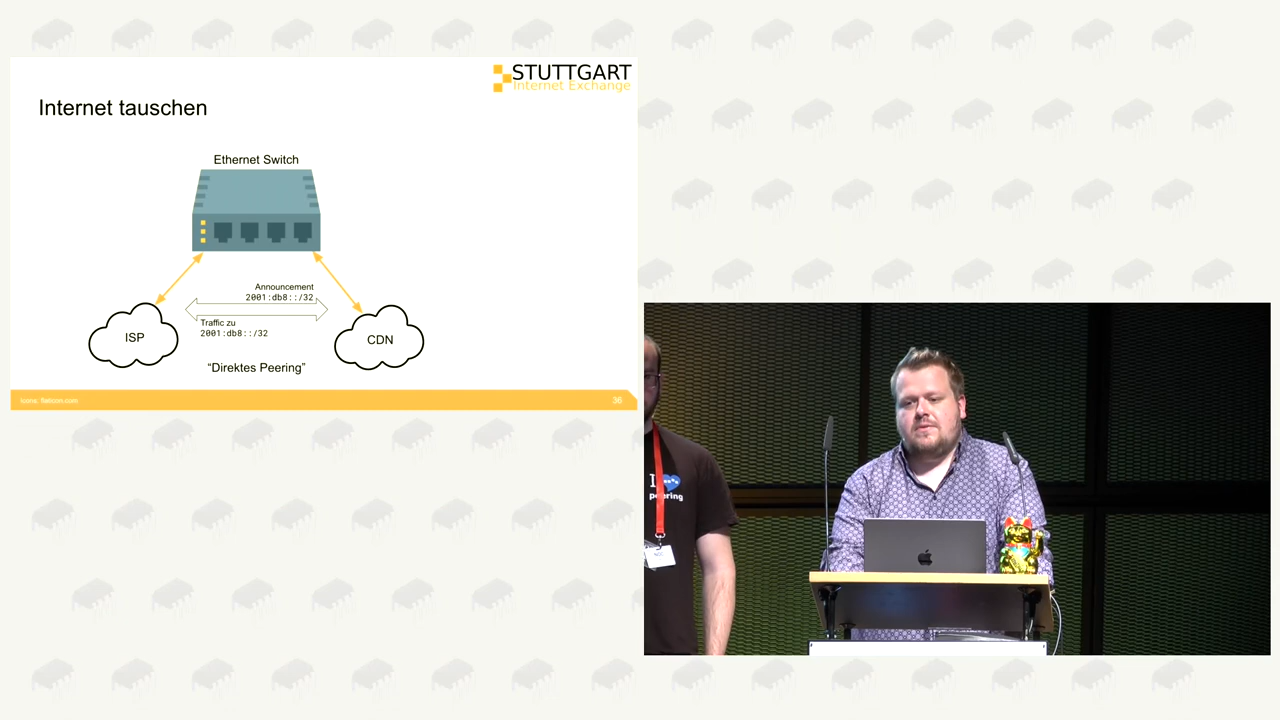 STUTTGART
Internet Exchange
Internet tauschen
Ethernet Switch
Announcement
2001:db8::/32
Traffic zu
2001:db8::/32
ISP
CDN
“Direktes Peering”
Icons: flaticon.com
36
I
peering